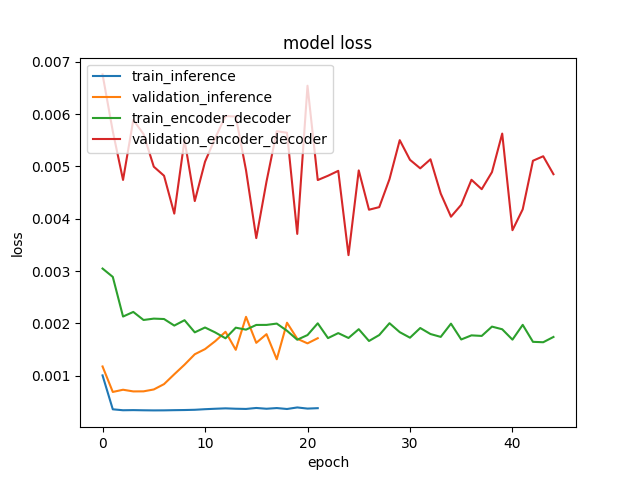 model loss
train_inference
validation_inference
train_encoder_decoder
validation_encoder_decoder
loss
0.007
0.006
0.005
0.004
0.003
0.002
0.001
0 10 20 30 40
epoch